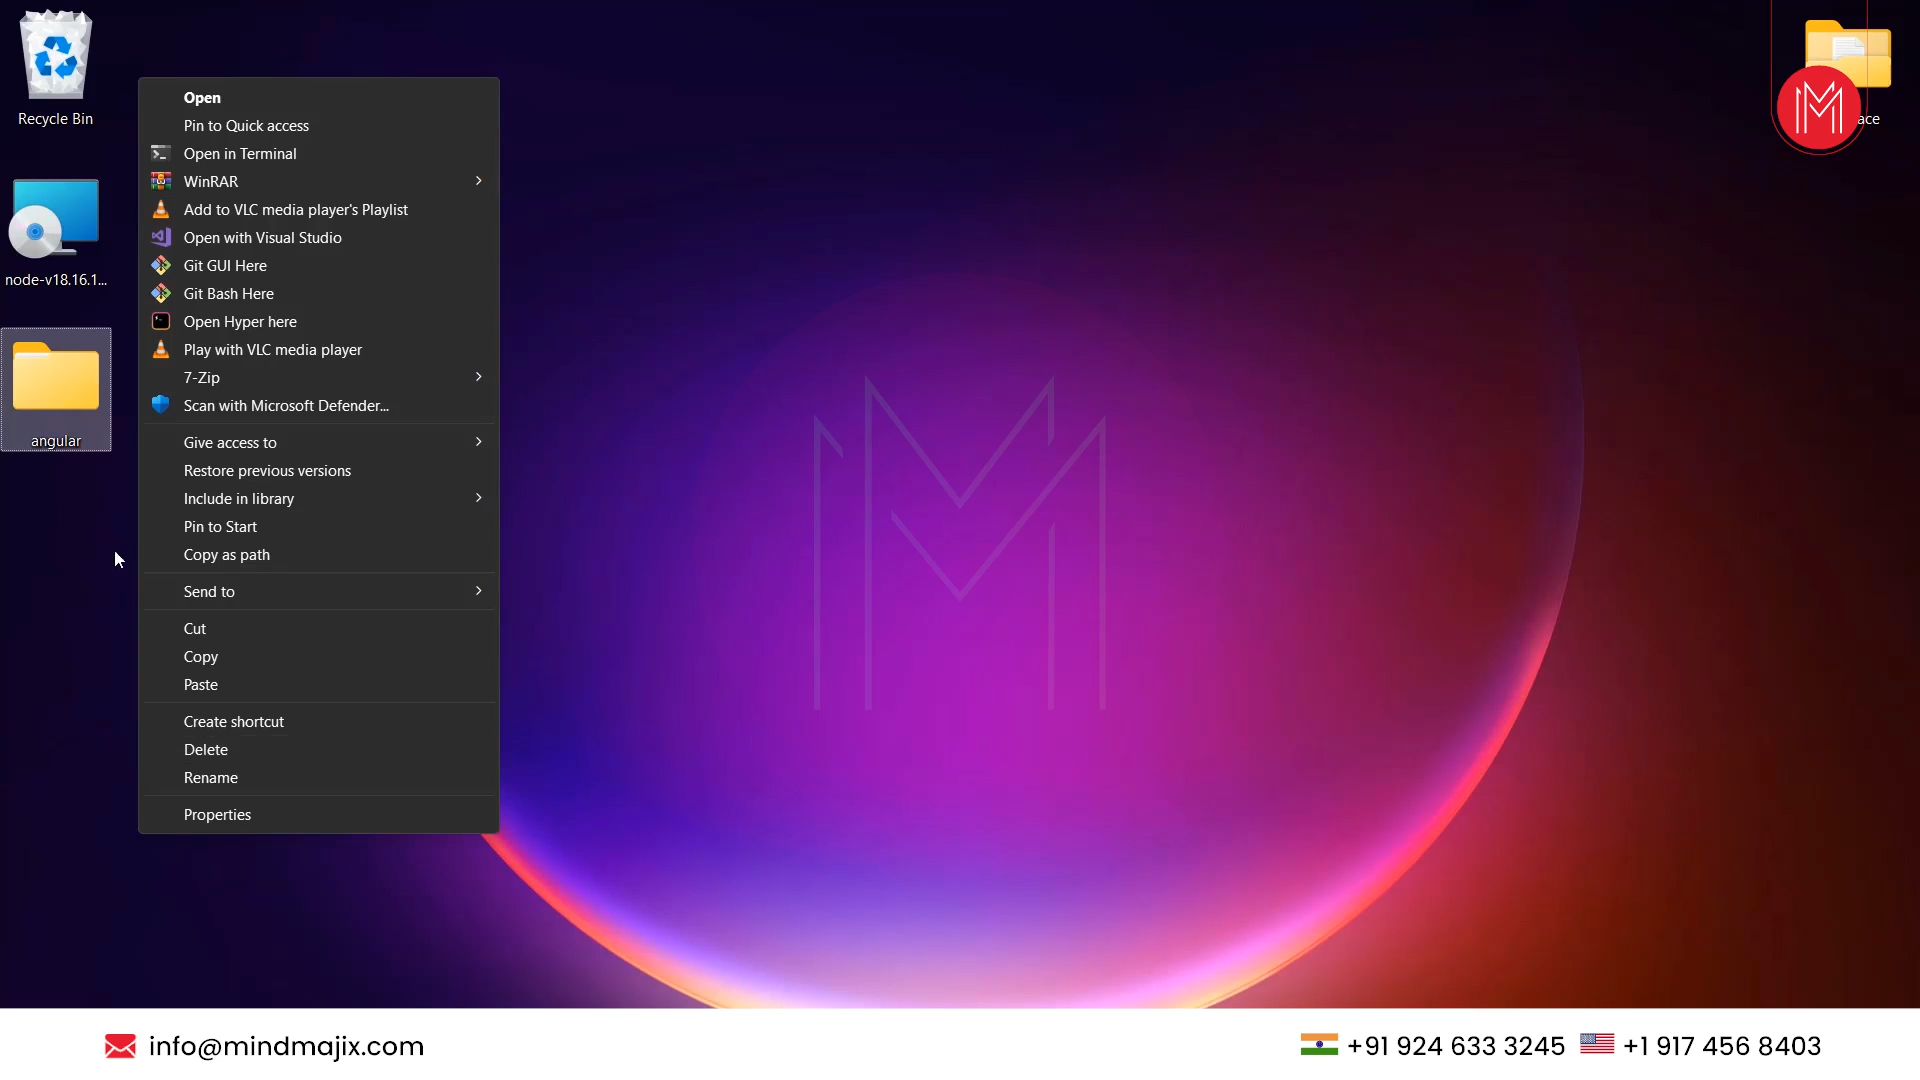 Recycle Bin
node-v18.16.1...
angular
Open
Pin to Quick access
Open in Terminal
WinRAR
Add to VLC media player's Playlist
Open with Visual Studio
Git GUI Here
Git Bash Here
Open Hyper here
Play with VLC media player
7-Zip
Scan with Microsoft Defender...
Give access to
Restore previous versions
Include in library
Pin to Start
Copy as path
Send to
Cut
Copy
Paste
Create shortcut
Delete
Rename
Properties
info@mindmajix.com
+91 924 633 3245 +1 917 456 8403